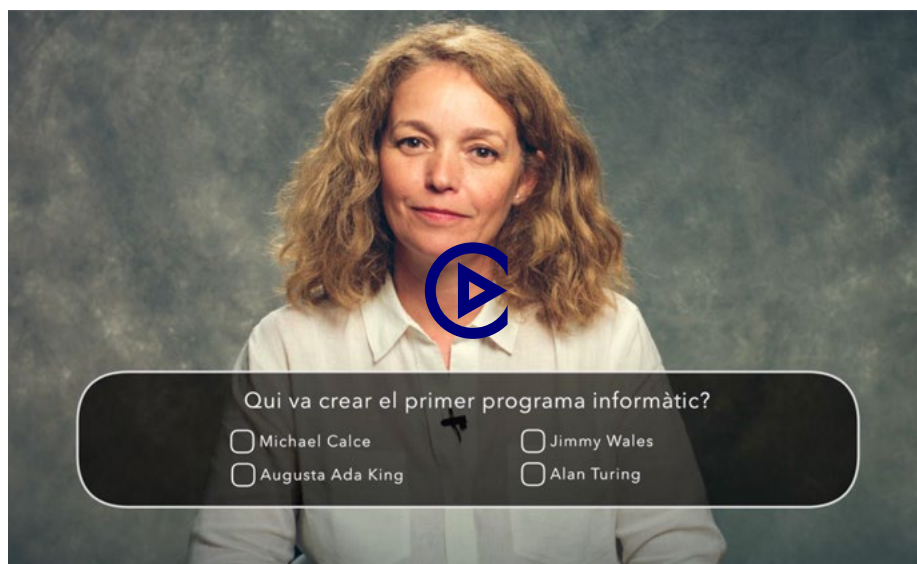 Qui va crear el primer programa informàtic?
Michael Calce
Jimmy Wales
Augusta Ada King
Alan Turing